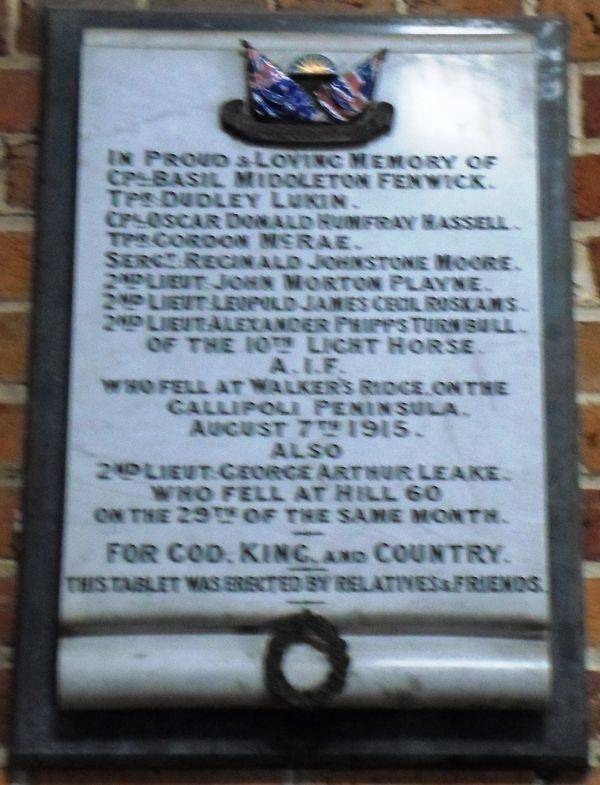 IN PROUD & LOVING MEMORY OF
CPL. BASIL MIDDLETON FENWICK.
TPR. DUDLEY LUKIN.
CPL. OSCAR DONALD HUMFRAY HASSELL.
TPR. GORDON McRAE.
SERGT. REGINALD JOHNSTONE MOORE.
2ND LIEUT. JOHN MORTON PLAYNE.
2ND LIEUT. LEOPOLD JAMES CECIL ROSKAMS.
2ND LIEUT. ALEXANDER PHIPPS TURNBULL.
OF THE 10TH LIGHT HORSE.
A.I.F.
WHO FELL AT WALKER'S RIDGE, ON THE
GALLIPOLI PENINSULA.
AUGUST 7TH 1915.
ALSO
2ND LIEUT. GEORGE ARTHUR LEAKE.
WHO FELL AT HILL 60
ON THE 29TH OF THE SAME MONTH.
FOR GOD, KING, AND COUNTRY.
THIS TABLET WAS ERECTED BY RELATIVES & FRIENDS.